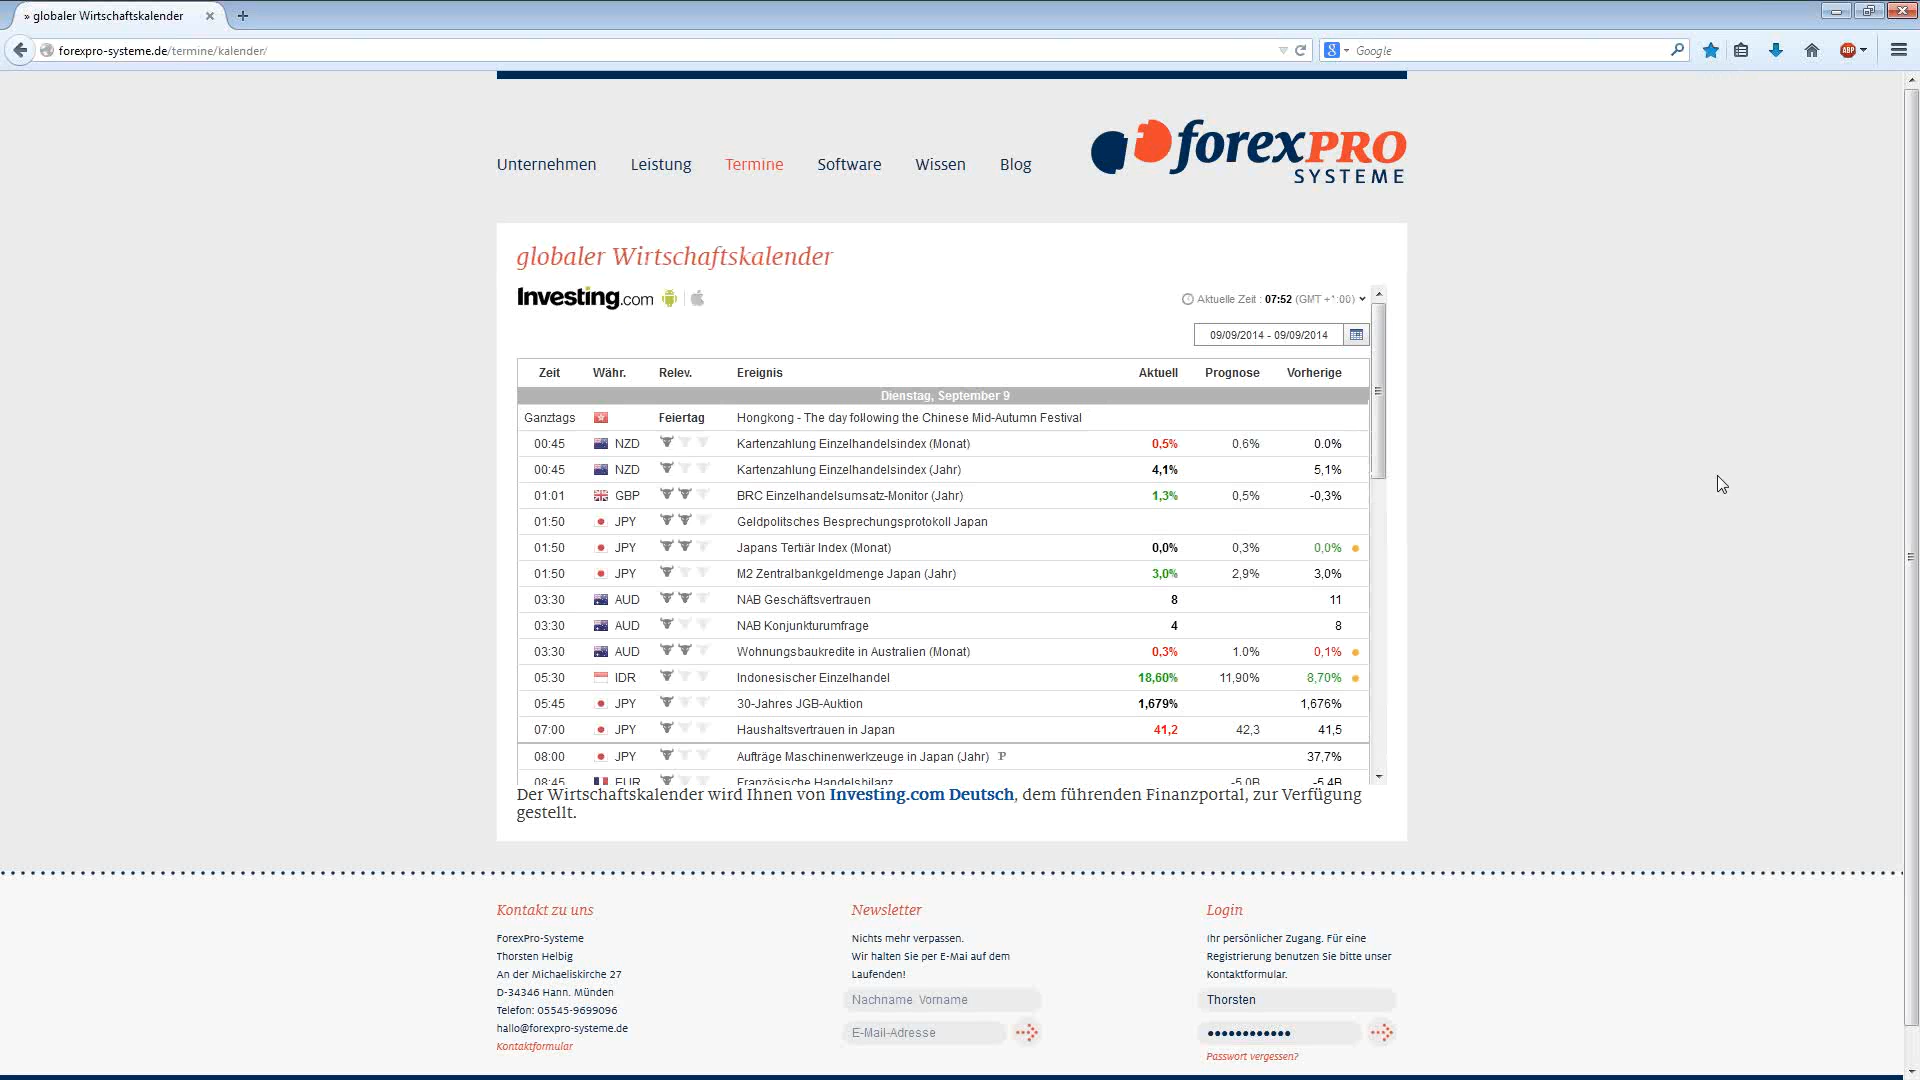 » globaler Wirtschaftskalender
forexpro-systeme.de/termine/kalender/
Google
ABP
Unternehmen Leistung Termine Software Wissen Blog
forexPRO
SYSTEME
globaler Wirtschaftskalender
Investing.com
Aktuelle Zeit : 07:52 (GMT +1:00)
09/09/2014 - 09/09/2014
Zeit Währ. Relev. Ereignis Aktuell Prognose Vorherige
Dienstag, September 9
Ganztags Feiertag Hongkong - The day following the Chinese Mid-Autumn Festival
00:45 NZD Kartenzahlung Einzelhandelsindex (Monat) 0,5% 0,6% 0.0%
00:45 NZD Kartenzahlung Einzelhandelsindex (Jahr) 4,1% 5,1%
01:01 GBP BRC Einzelhandelsumsatz-Monitor (Jahr) 1,3% 0,5% -0,3%
01:50 JPY Geldpolitsches Besprechungsprotokoll Japan
01:50 JPY Japans Tertiär Index (Monat) 0,0% 0,3% 0,0%
01:50 JPY M2 Zentralbankgeldmenge Japan (Jahr) 3,0% 2,9% 3,0%
03:30 AUD NAB Geschäftsvertrauen 8 11
03:30 AUD NAB Konjunkturumfrage 4 8
03:30 AUD Wohnungsbaukredite in Australien (Monat) 0,3% 1.0% 0,1%
05:30 IDR Indonesischer Einzelhandel 18,60% 11,90% 8,70%
05:45 JPY 30-Jahres JGB-Auktion 1,679% 1,676%
07:00 JPY Haushaltsvertrauen in Japan 41,2 42,3 41,5
08:00 JPY Aufträge Maschinenwerkzeuge in Japan (Jahr) P 37,7%
08:45 EUR Französische Handelsbilanz -5,0B -5,4B
Der Wirtschaftskalender wird Ihnen von Investing.com Deutsch, dem führenden Finanzportal, zur Verfügung
gestellt.
Kontakt zu uns
ForexPro-Systeme
Thorsten Helbig
An der Michaeliskirche 27
D-34346 Hann. Münden
Telefon: 05545-9699096
hallo@forexpro-systeme.de
Kontaktformular
Newsletter
Nichts mehr verpassen.
Wir halten Sie per E-Mai auf dem
Laufenden!
Nachname Vorname
E-Mail-Adresse
Login
Ihr persönlicher Zugang. Für eine
Registrierung benutzen Sie bitte unser
Kontaktformular.
Thorsten
••••••••••••
Passwort vergessen?